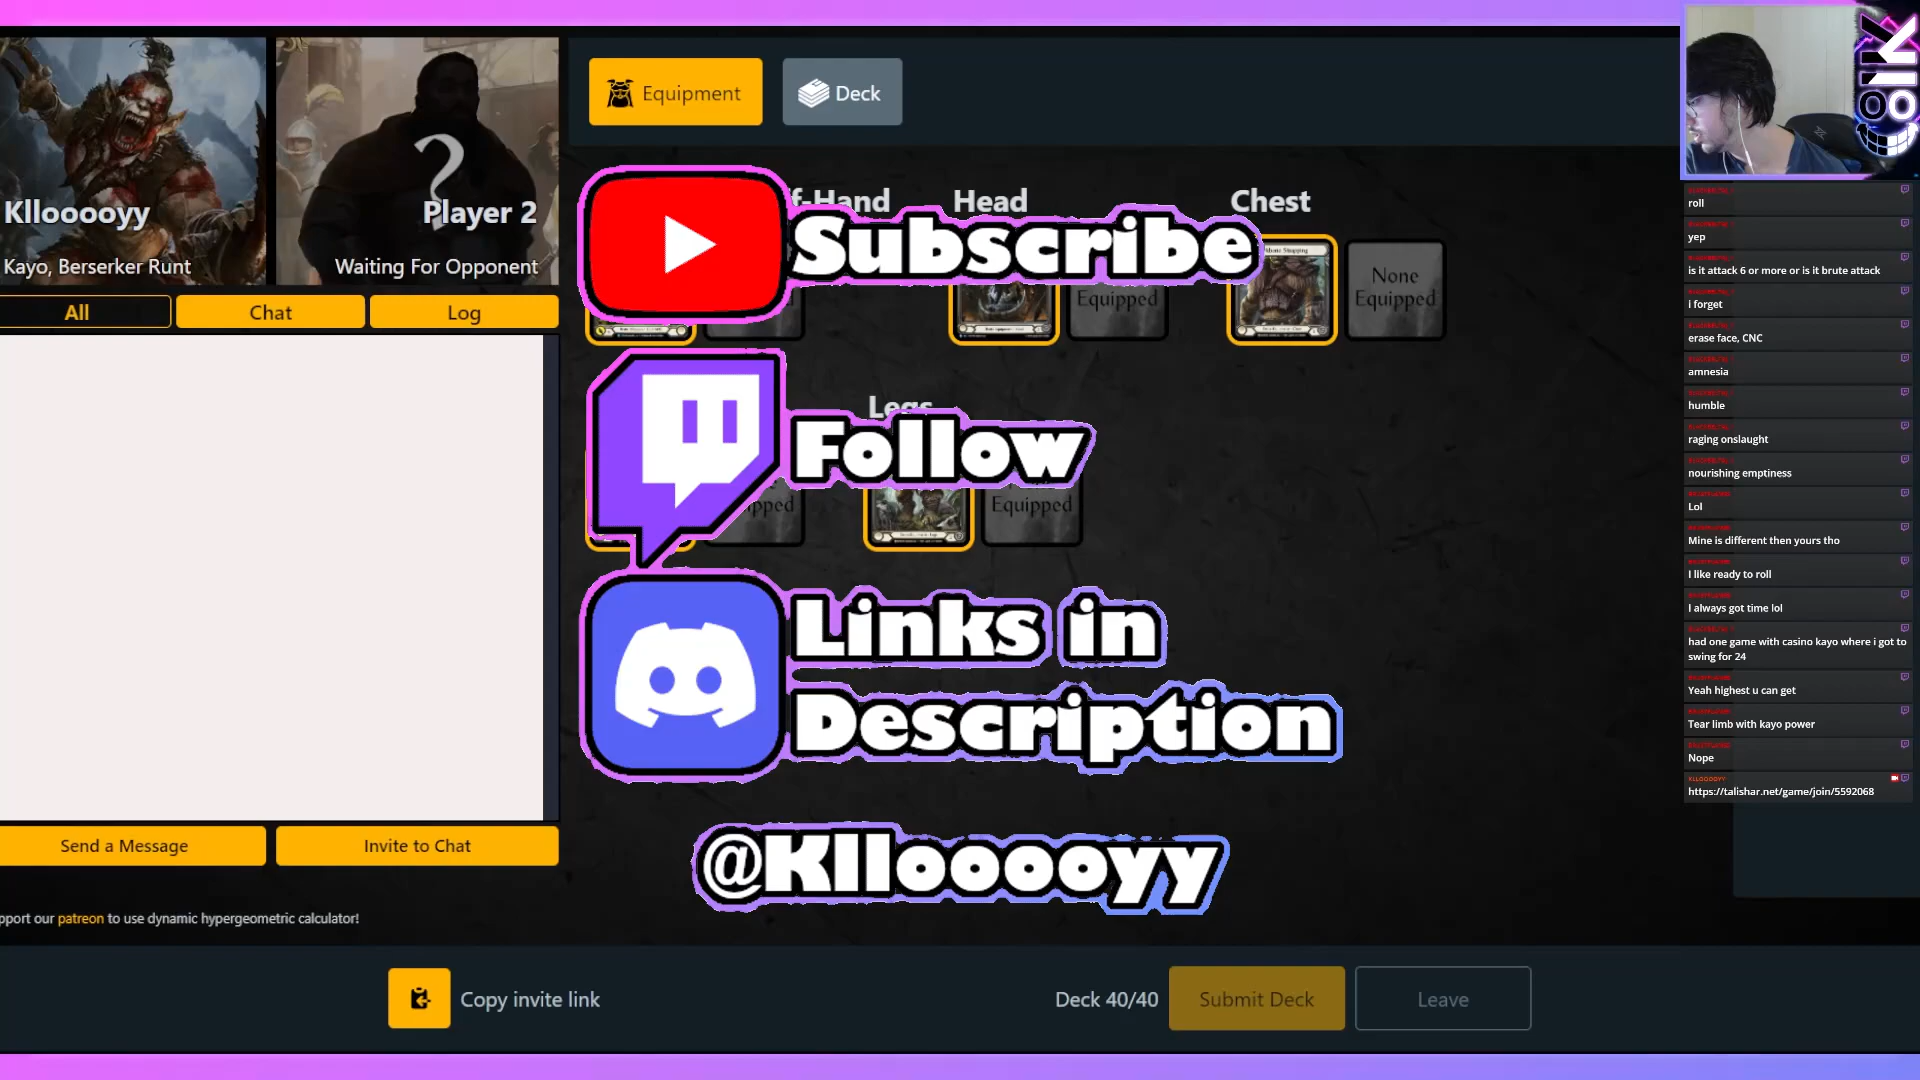 Kllooooyy
Kayo, Berserker Runt
Player 2
Waiting For Opponent
All
Chat
Log
Send a Message
Invite to Chat
pport our patreon to use dynamic hypergeometric calculator!
Equipment
Deck
f-Hand
Head
Chest
None
Equipped
Equipped
Legs
Equipped
Subscribe
Follow
Links in
Description
@Kllooooyy
Copy invite link
Deck 40/40
Submit Deck
Leave
KlooIK
roll
yep
is it attack 6 or more or is it brute attack
i forget
erase face, CNC
amnesia
humble
raging onslaught
nourishing emptiness
Lol
Mine is different then yours tho
I like ready to roll
I always got time lol
had one game with casino kayo where i got to
swing for 24
Yeah highest u can get
Tear limb with kayo power
Nope
KLLOOOOYY
https://talishar.net/game/join/5592068